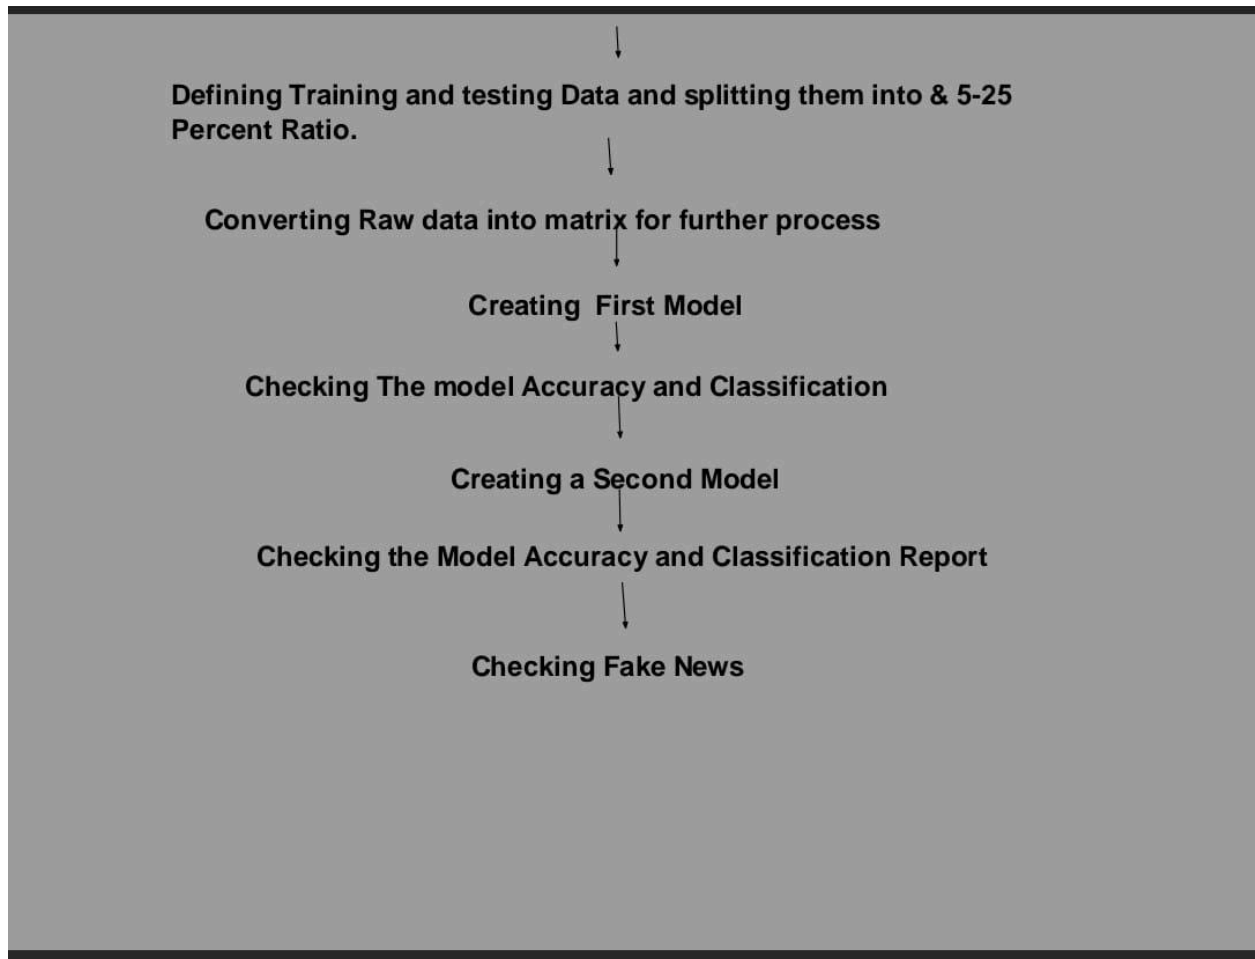 Defining Training and testing Data and splitting them into & 5-25
Percent Ratio.
Converting Raw data into matrix for further process
Creating  First Model
Checking The model Accuracy and Classification
Creating a Second Model
Checking the Model Accuracy and Classification Report
Checking Fake News